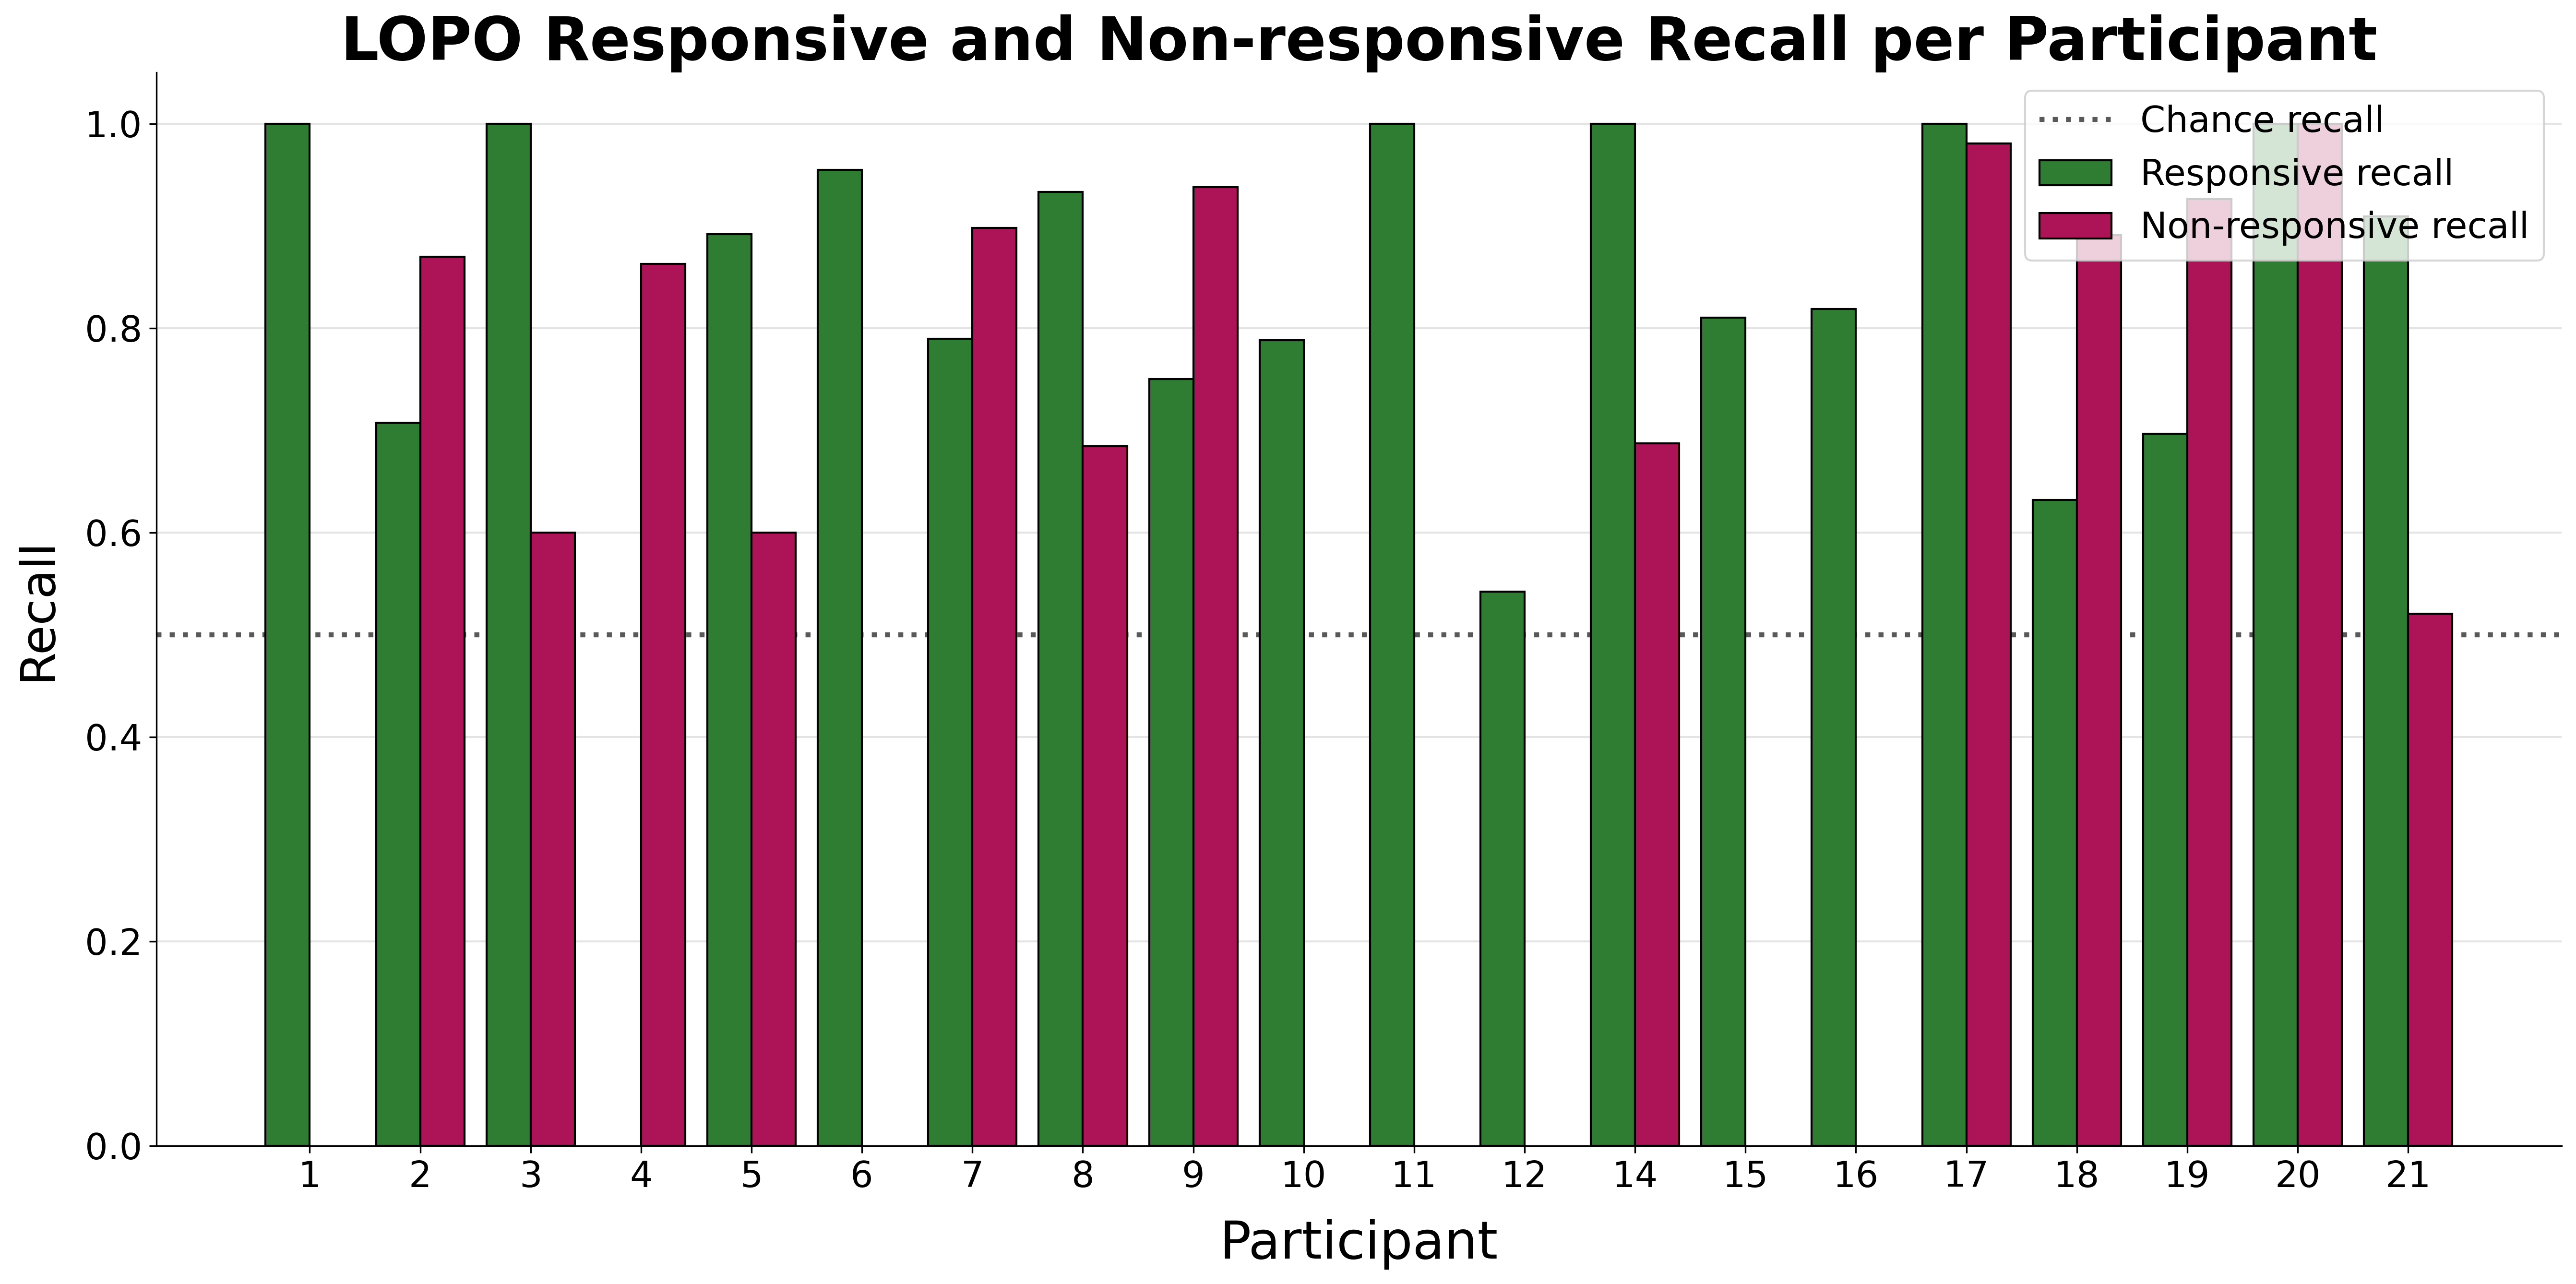 LOPO Responsive and Non-responsive Recall per Participant
Chance recall
Responsive recall
Non-responsive recall
1.0
0.8
0.6
0.4
0.2
0.0
Recall
1 2 3 4 5 6 7 8 9 10 11 12 14 15 16 17 18 19 20 21
Participant